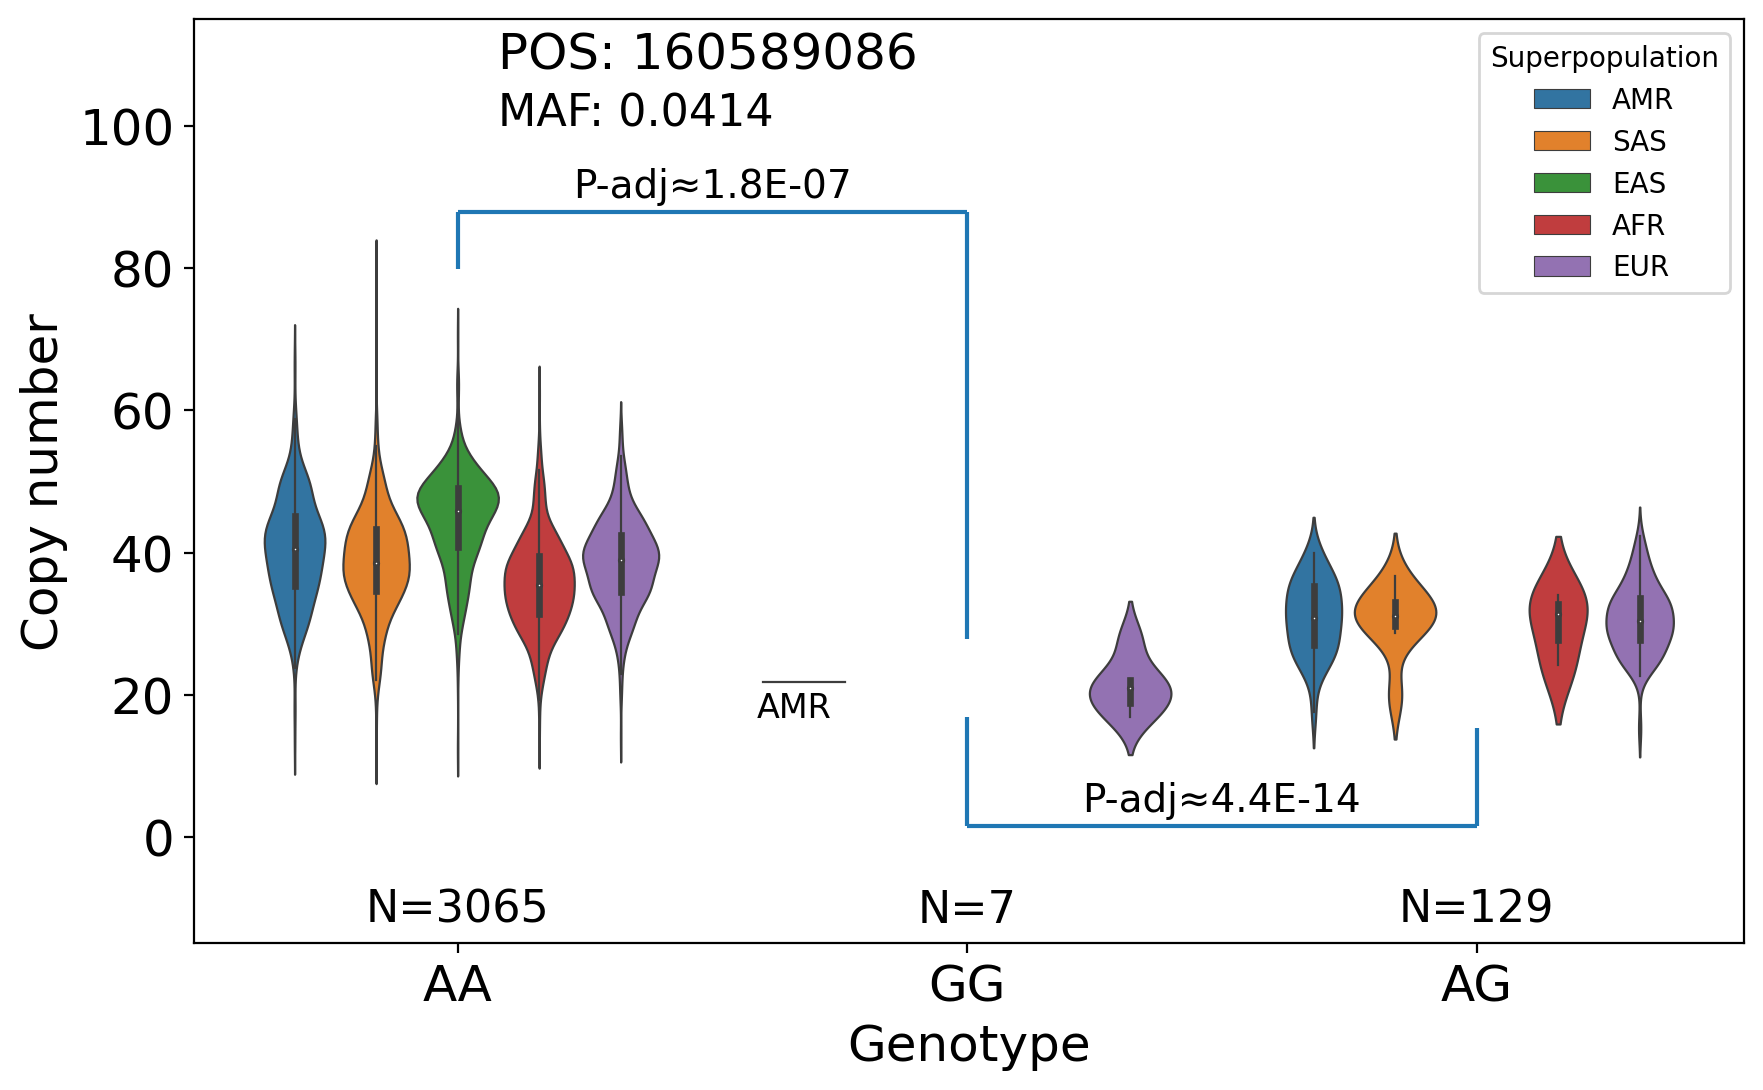 POS: 160589086
MAF: 0.0414
P-adj≈1.8E-07
Superpopulation
AMR
SAS
EAS
AFR
EUR
100
80
60
40
20
0
Copy number
AMR
P-adj≈4.4E-14
N=3065
N=7
N=129
AA
GG
AG
Genotype